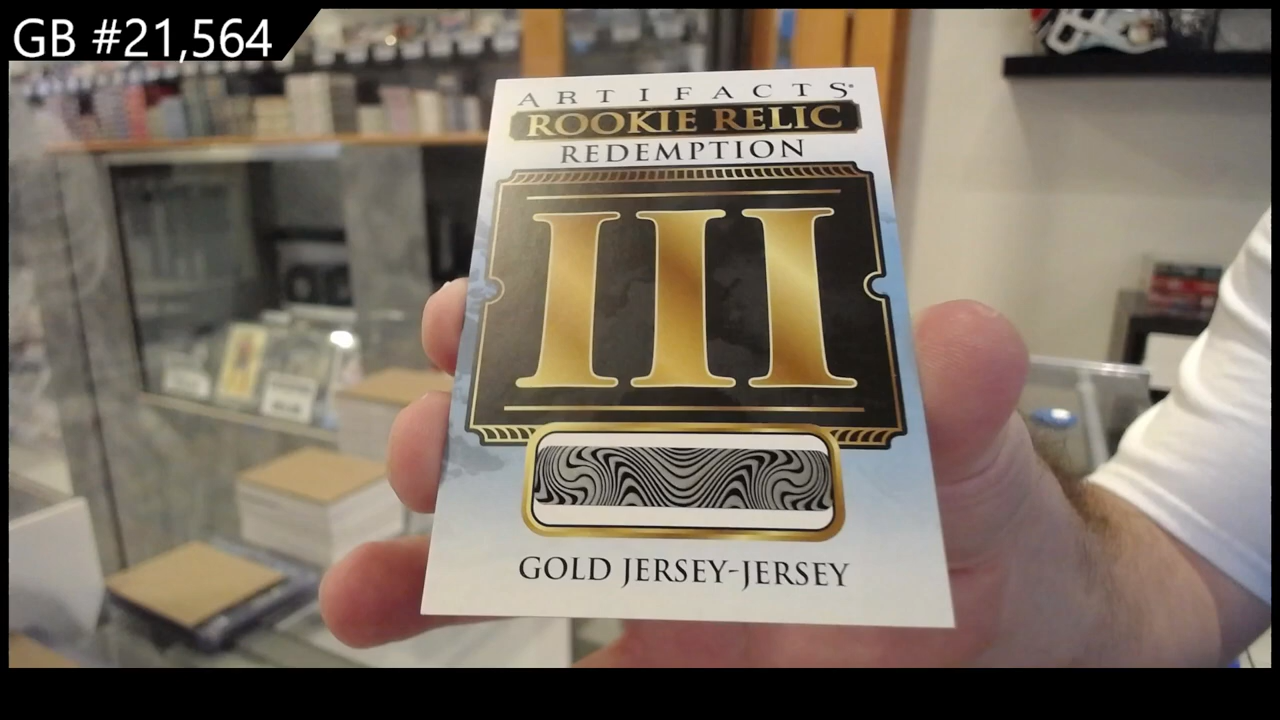 GB #21,564
ARTIFACTS
ROOKIE RELIC
REDEMPTION
III
GOLD JERSEY-JERSEY